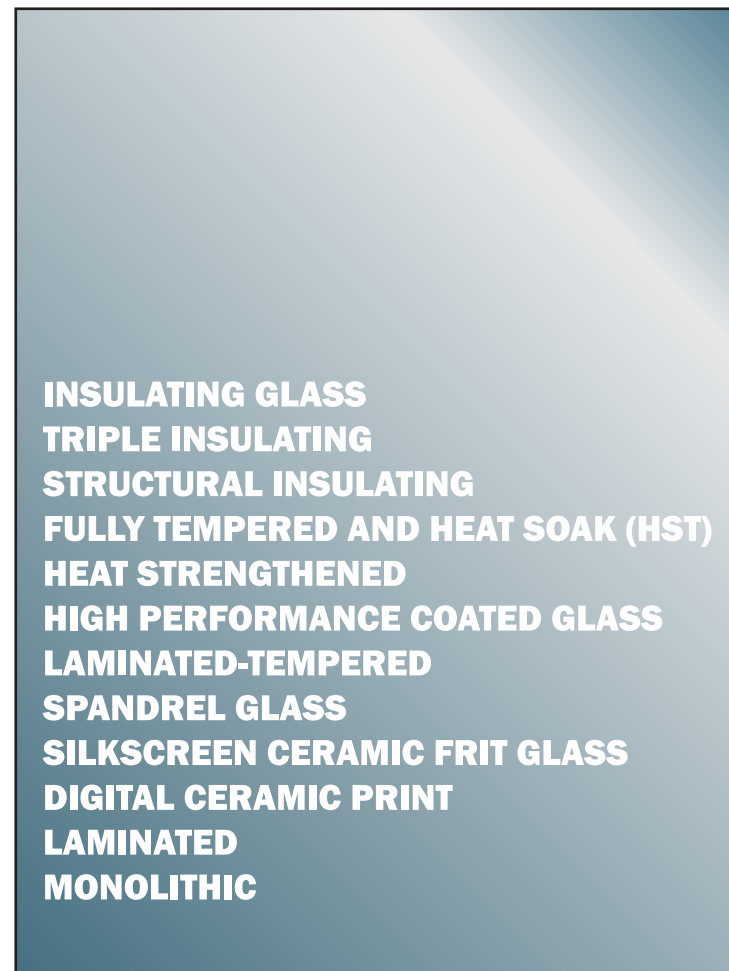 INSULATING GLASS
TRIPLE INSULATING
STRUCTURAL INSULATING
FULLY TEMPERED AND HEAT SOAK (HST)
HEAT STRENGTHENED
HIGH PERFORMANCE COATED GLASS
LAMINATED-TEMPERED
SPANDREL GLASS
SILKSCREEN CERAMIC FRIT GLASS
DIGITAL CERAMIC PRINT
LAMINATED
MONOLITHIC